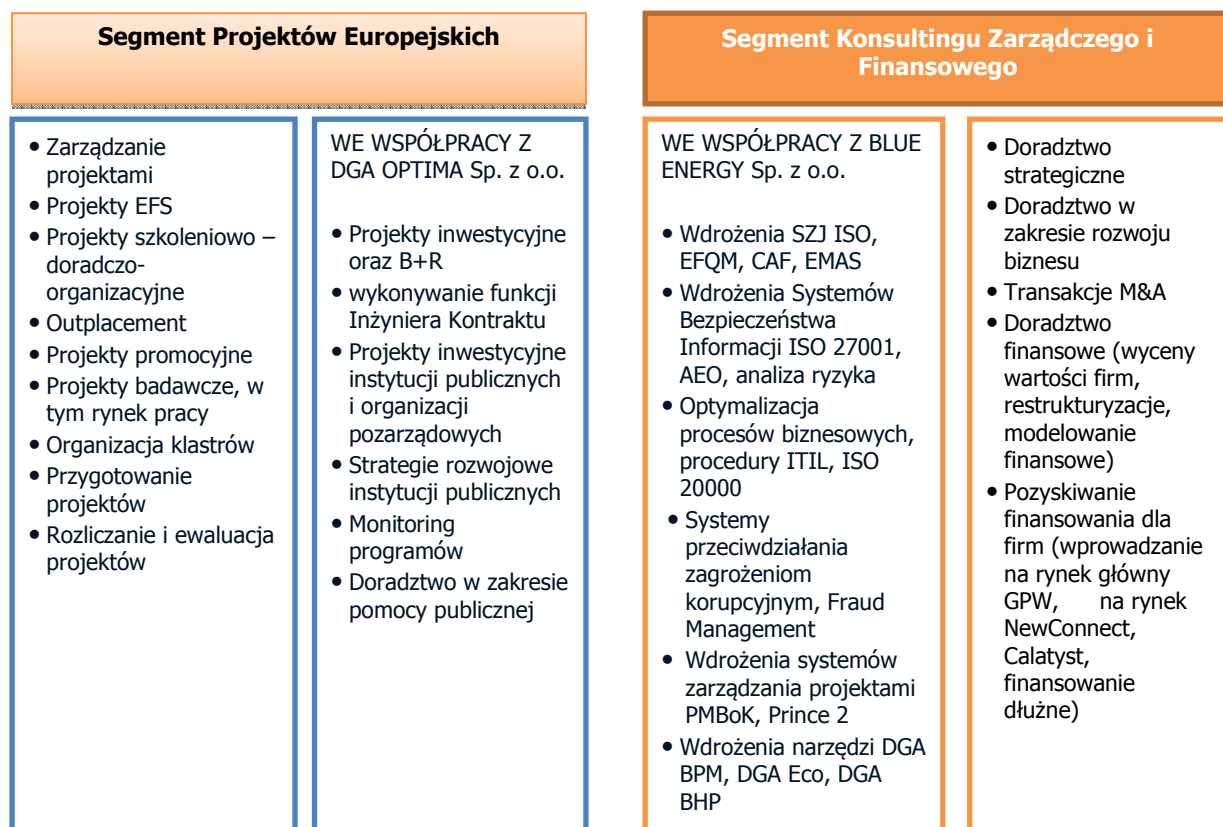 Segment Projektów Europejskich
• Zarządzanie
projektami
• Projekty EFS
• Projekty szkoleniowo –
doradczo-
organizacyjne
• Outplacement
• Projekty promocyjne
• Projekty badawcze, w
tym rynek pracy
• Organizacja klastrów
• Przygotowanie
projektów
• Rozliczanie i ewaluacja
projektów
WE WSPÓŁPRACY Z
DGA OPTIMA Sp. z o.o.
• Projekty inwestycyjne
oraz B+R
• wykonywanie funkcji
Inżyniera Kontraktu
• Projekty inwestycyjne
instytucji publicznych
i organizacji
pozarządowych
• Strategie rozwojowe
instytucji publicznych
• Monitoring
programów
• Doradztwo w zakresie
pomocy publicznej
Segment Konsultingu Zarządczego i
Finansowego
WE WSPÓŁPRACY Z BLUE
ENERGY Sp. z o.o.
• Wdrożenia SZJ ISO,
EFQM, CAF, EMAS
• Wdrożenia Systemów
Bezpieczeństwa
Informacji ISO 27001,
AEO, analiza ryzyka
• Optymalizacja
procesów biznesowych,
procedury ITIL, ISO
20000
• Systemy
przeciwdziałania
zagrożeniom
korupcyjnym, Fraud
Management
• Wdrożenia systemów
zarządzania projektami
PMBoK, Prince 2
• Wdrożenia narzędzi DGA
BPM, DGA Eco, DGA
BHP
• Doradztwo
strategiczne
• Doradztwo w
zakresie rozwoju
biznesu
• Transakcje M&A
• Doradztwo
finansowe (wyceny
wartości firm,
restrukturyzacje,
modelowanie
finansowe)
• Pozyskiwanie
finansowania dla
firm (wprowadzanie
na rynek główny
GPW, na rynek
NewConnect,
Calatyst,
finansowanie
dłużne)